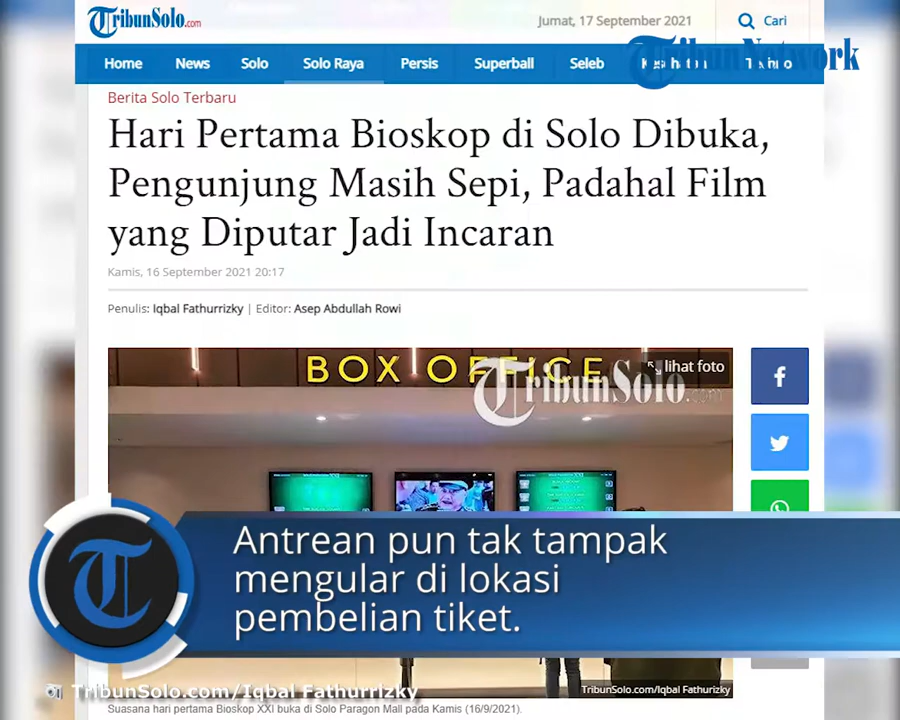 TribunSolo.com
Jumat, 17 September 2021
Cari
TribunNetwork
Home News Solo Solo Raya Persis Superball Seleb Kesehatan Techno
Berita Solo Terbaru
Hari Pertama Bioskop di Solo Dibuka,
Pengunjung Masih Sepi, Padahal Film
yang Diputar Jadi Incaran
Kamis, 16 September 2021 20:17
Penulis: Iqbal Fathurrizky | Editor: Asep Abdullah Rowi
BOX OFFICE
lihat foto
TribunSolo.com
Antrean pun tak tampak
mengular di lokasi
pembelian tiket.
TribunSolo.com/Iqbal Fathurrizky
TribunSolo.com/Iqbal Fathurizky
Suasana hari pertama Bioskop XXI buka di Solo Paragon Mall pada Kamis (16/9/2021).